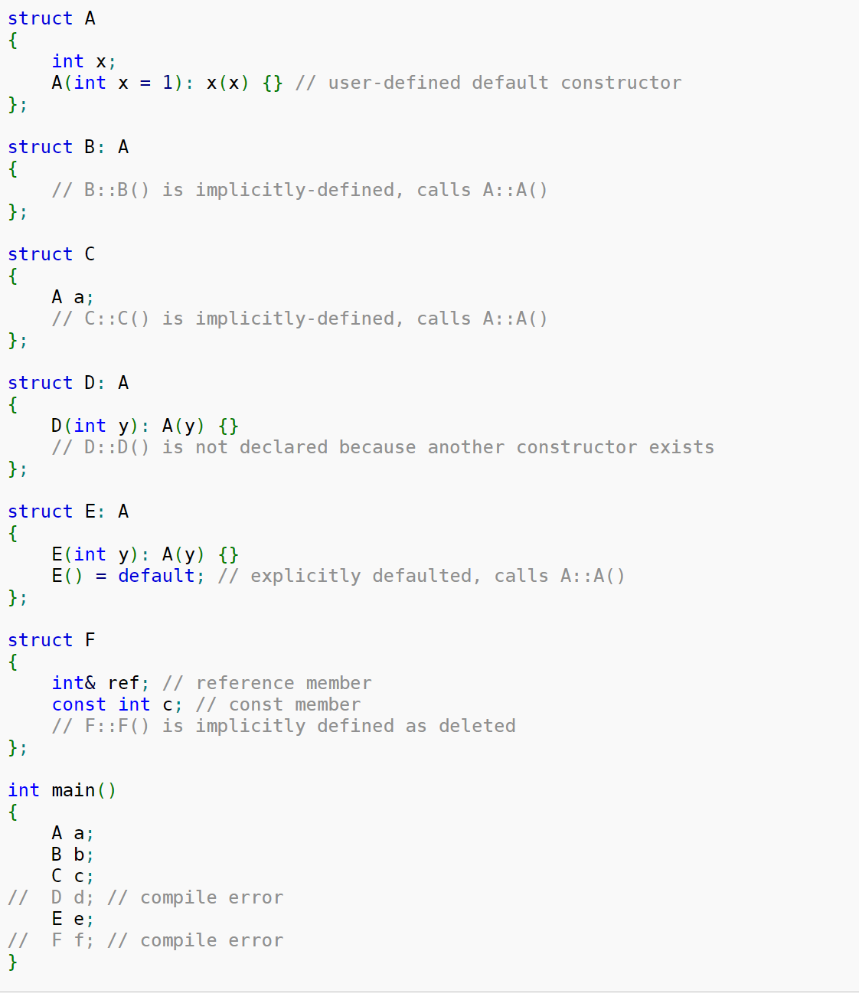 struct A
{
    int x;
    A(int x = 1): x(x) {} // user-defined default constructor
};

struct B: A
{
    // B::B() is implicitly-defined, calls A::A()
};

struct C
{
    A a;
    // C::C() is implicitly-defined, calls A::A()
};

struct D: A
{
    D(int y): A(y) {}
    // D::D() is not declared because another constructor exists
};

struct E: A
{
    E(int y): A(y) {}
    E() = default; // explicitly defaulted, calls A::A()
};

struct F
{
    int& ref; // reference member
    const int c; // const member
    // F::F() is implicitly defined as deleted
};

int main()
{
    A a;
    B b;
    C c;
//  D d; // compile error
    E e;
//  F f; // compile error
}